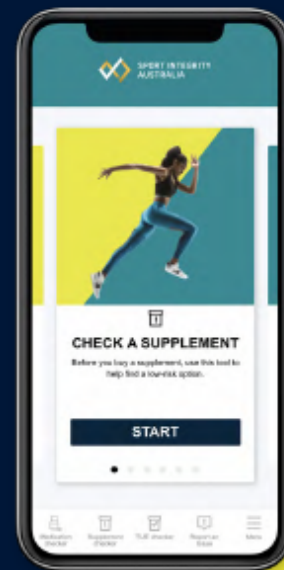 SPORT INTEGRITY
AUSTRALIA
CHECK A SUPPLEMENT
Before you buy a supplement, use this tool to
help find a low-risk option.
START
Medication
Checker
Supplement
Checker
TUE checker
Report an
Issue
Menu